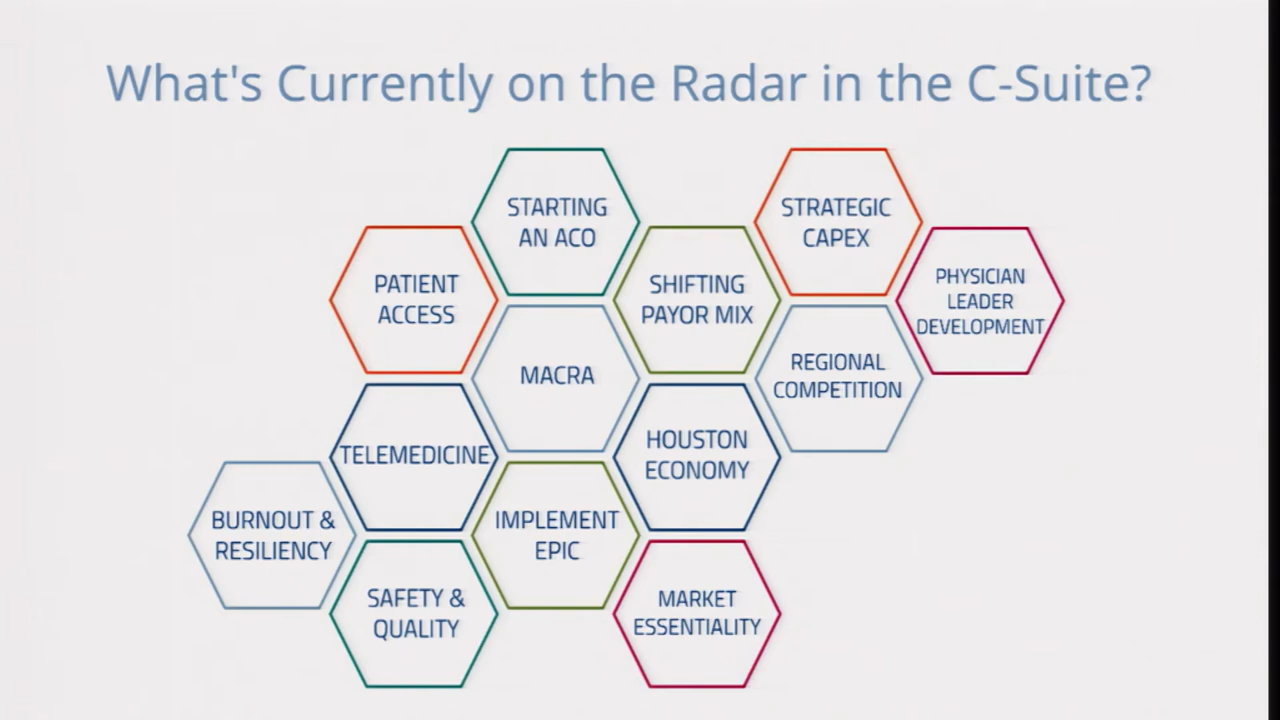 What's Currently on the Radar in the C-Suite?
STARTING
AN ACO
STRATEGIC
CAPEX
PATIENT
ACCESS
SHIFTING
PAYOR MIX
PHYSICIAN
LEADER
DEVELOPMENT
MACRA
REGIONAL
COMPETITION
TELEMEDICINE
HOUSTON
ECONOMY
BURNOUT &
RESILIENCY
IMPLEMENT
EPIC
SAFETY &
QUALITY
MARKET
ESSENTIALITY